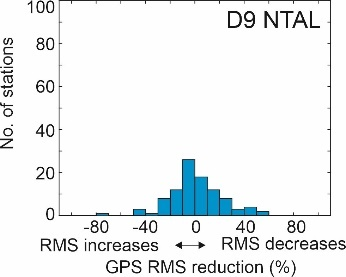 100
D9 NTAL
80
60
40
20
0
No. of stations
-80 -40 0 40 80
RMS increases RMS decreases
GPS RMS reduction (%)